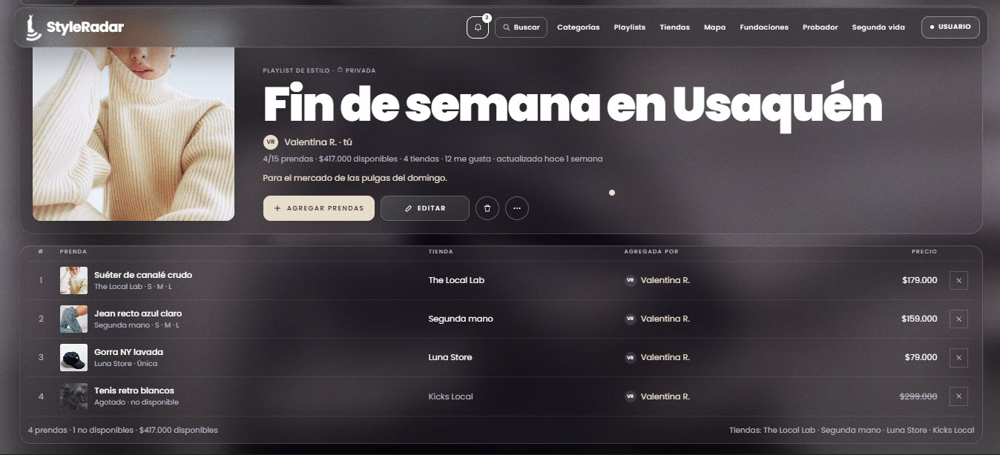 StyleRadar
3
Buscar
Categorías
Playlists
Tiendas
Mapa
Fundaciones
Probador
Segunda vida
USUARIO
PLAYLIST DE ESTILO · PRIVADA
Fin de semana en Usaquén
VR Valentina R. · tú
4/15 prendas · $417.000 disponibles · 4 tiendas · 12 me gusta · actualizada hace 1 semana
Para el mercado de las pulgas del domingo.
+ AGREGAR PRENDAS
EDITAR
# PRENDA TIENDA AGREGADA POR PRECIO
1 Suéter de canalé crudo The Local Lab VR Valentina R. $179.000 ×
The Local Lab · S · M · L
2 Jean recto azul claro Segunda mano VR Valentina R. $159.000 ×
Segunda mano · S · M · L
3 Gorra NY lavada Luna Store VR Valentina R. $79.000 ×
Luna Store · Única
4 Tenis retro blancos Kicks Local VR Valentina R. $299.000 ×
Agotado · no disponible
4 prendas · 1 no disponibles · $417.000 disponibles
Tiendas: The Local Lab · Segunda mano · Luna Store · Kicks Local